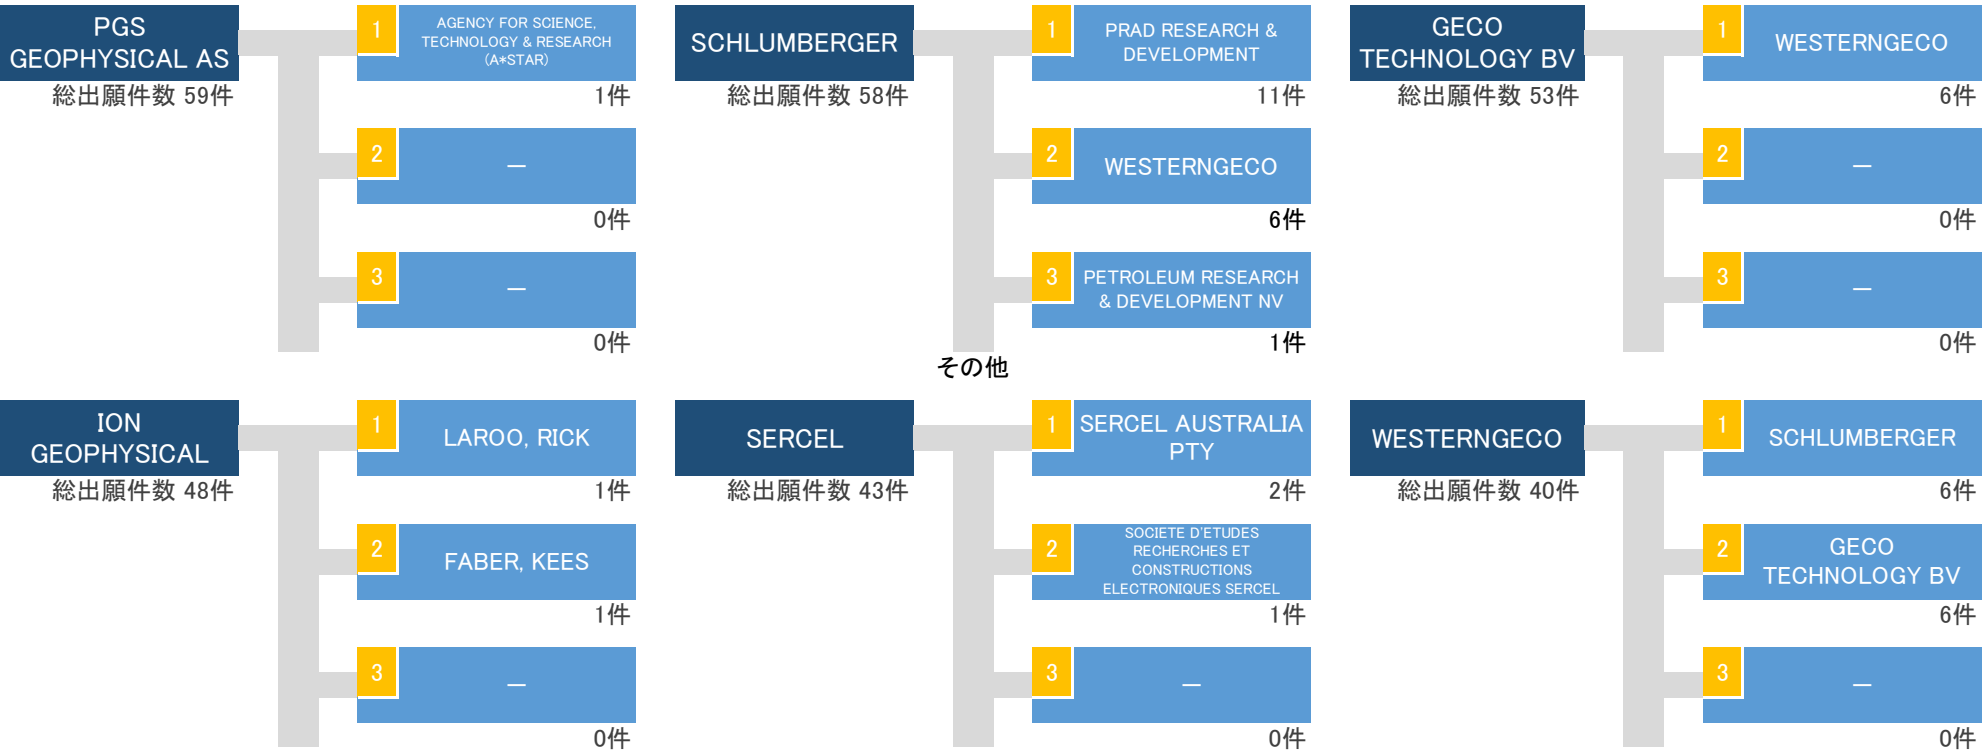 PGS
GEOPHYSICAL AS
総出願件数 59件
1
AGENCY FOR SCIENCE,
TECHNOLOGY & RESEARCH
(A*STAR)
1件
2
－
0件
3
－
0件
SCHLUMBERGER
総出願件数 58件
1
PRAD RESEARCH &
DEVELOPMENT
11件
2
WESTERNGECO
6件
3
PETROLEUM RESEARCH
& DEVELOPMENT NV
1件
その他
GECO
TECHNOLOGY BV
総出願件数 53件
1
WESTERNGECO
6件
2
－
0件
3
－
0件
ION
GEOPHYSICAL
総出願件数 48件
1
LAROO, RICK
1件
2
FABER, KEES
1件
3
－
0件
SERCEL
総出願件数 43件
1
SERCEL AUSTRALIA
PTY
2件
2
SOCIETE D'ETUDES
RECHERCHES ET
CONSTRUCTIONS
ELECTRONIQUES SERCEL
1件
3
－
0件
WESTERNGECO
総出願件数 40件
1
SCHLUMBERGER
6件
2
GECO
TECHNOLOGY BV
6件
3
－
0件